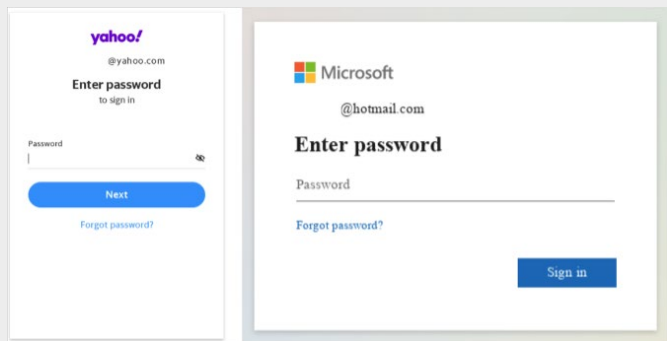 yahoo!
@yahoo.com
Enter password
to sign in
Password
Next
Forgot password?
Microsoft
@hotmail.com
Enter password
Password
Forgot password?
Sign in